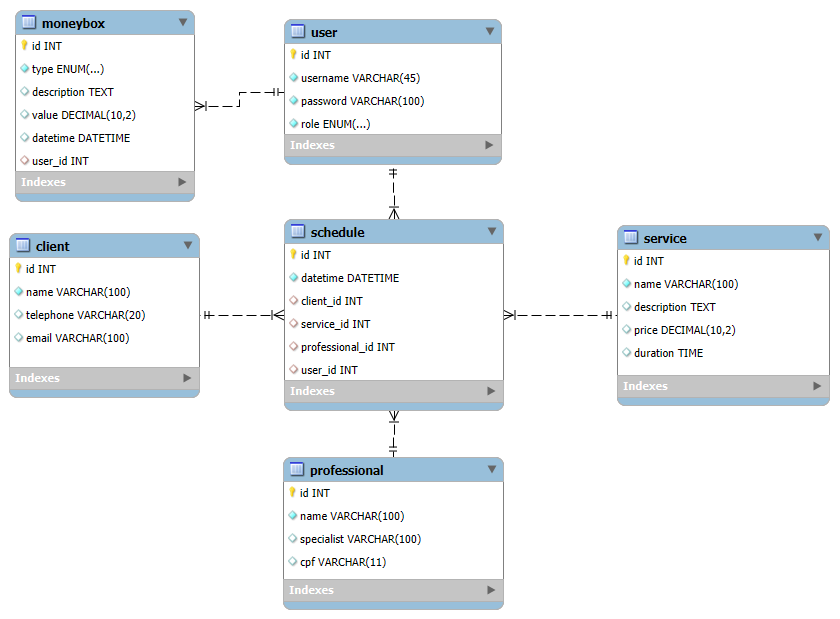 moneybox
id INT
type ENUM(...)
description TEXT
value DECIMAL(10,2)
datetime DATETIME
user_id INT
Indexes
user
id INT
username VARCHAR(45)
password VARCHAR(100)
role ENUM(...)
Indexes
client
id INT
name VARCHAR(100)
telephone VARCHAR(20)
email VARCHAR(100)
Indexes
schedule
id INT
datetime DATETIME
client_id INT
service_id INT
professional_id INT
user_id INT
Indexes
service
id INT
name VARCHAR(100)
description TEXT
price DECIMAL(10,2)
duration TIME
Indexes
professional
id INT
name VARCHAR(100)
specialist VARCHAR(100)
cpf VARCHAR(11)
Indexes